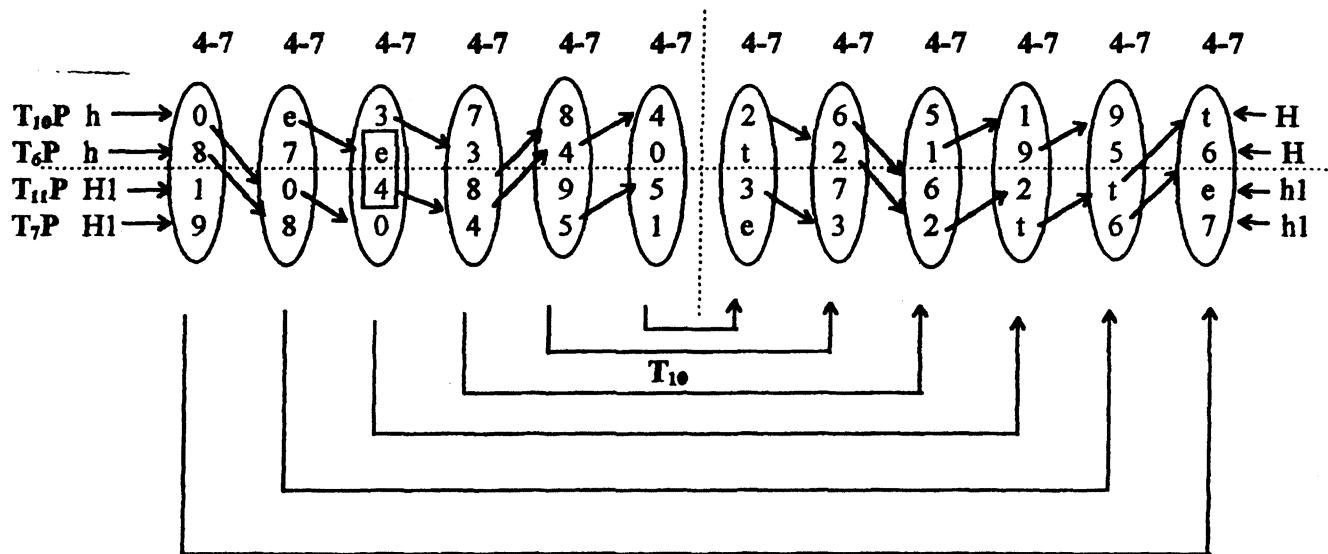 4-7 4-7 4-7 4-7 4-7 4-7 4-7 4-7 4-7 4-7 4-7 4-7
T₁₀P h 0 e 3 7 8 4 2 6 5 1 9 t H
T₆P h 8 7 e 3 4 0 t 2 1 9 5 6 H
T₁₁P H1 1 0 4 8 9 5 3 7 6 2 t e h1
T₇P H1 9 8 0 4 5 1 e 3 2 t 6 7 h1
T₁₀